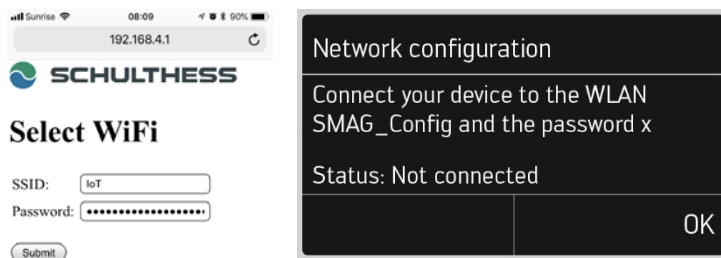 Sunrise 08:09 90%
192.168.4.1
SCHULTHESS
Select WiFi
SSID: IoT
Password: ••••••••••••••••••
Submit
Network configuration
Connect your device to the WLAN
SMAG_Config and the password x
Status: Not connected
OK